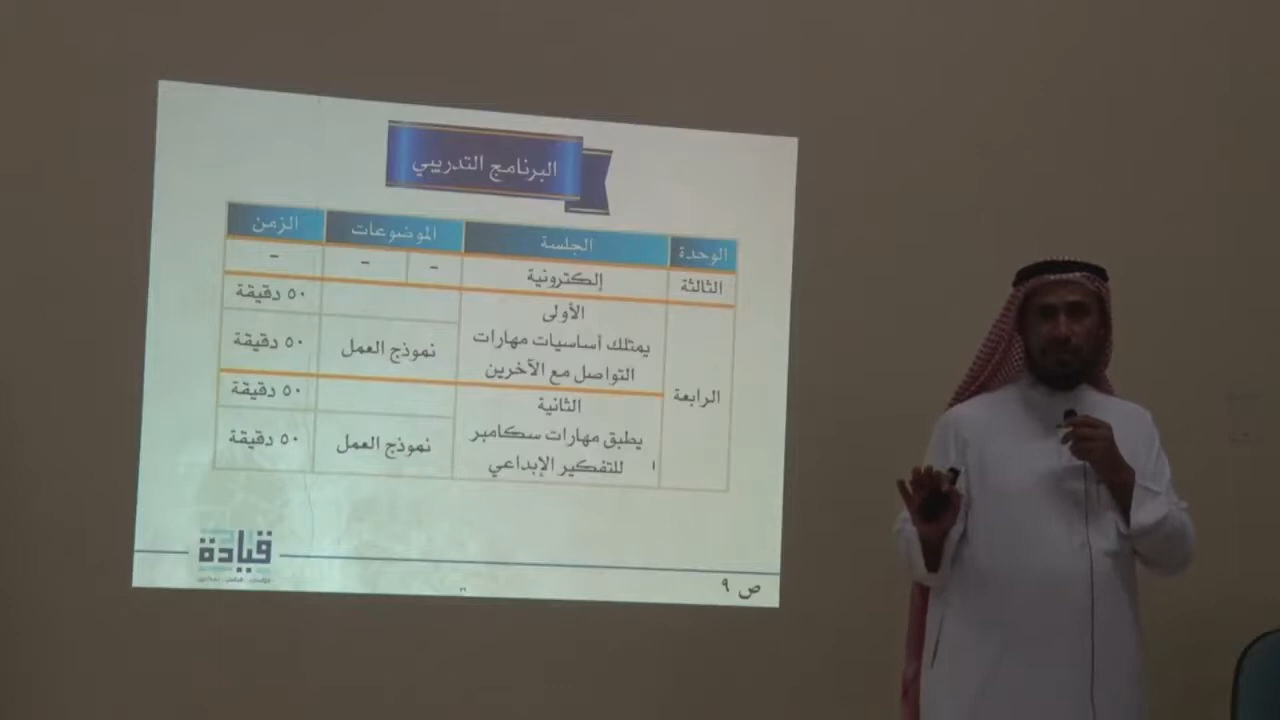 البرنامج التدريبي
الوحدة الجلسة الموضوعات الزمن
الثالثة إلكترونية - - -
الرابعة
الأولى
يمتلك أساسيات مهارات
التواصل مع الآخرين
٥٠ دقيقة
نموذج العمل ٥٠ دقيقة
الثانية
يطبق مهارات سكامبر
للتفكير الإبداعي
٥٠ دقيقة
نموذج العمل ٥٠ دقيقة
قيادة
ص ٩